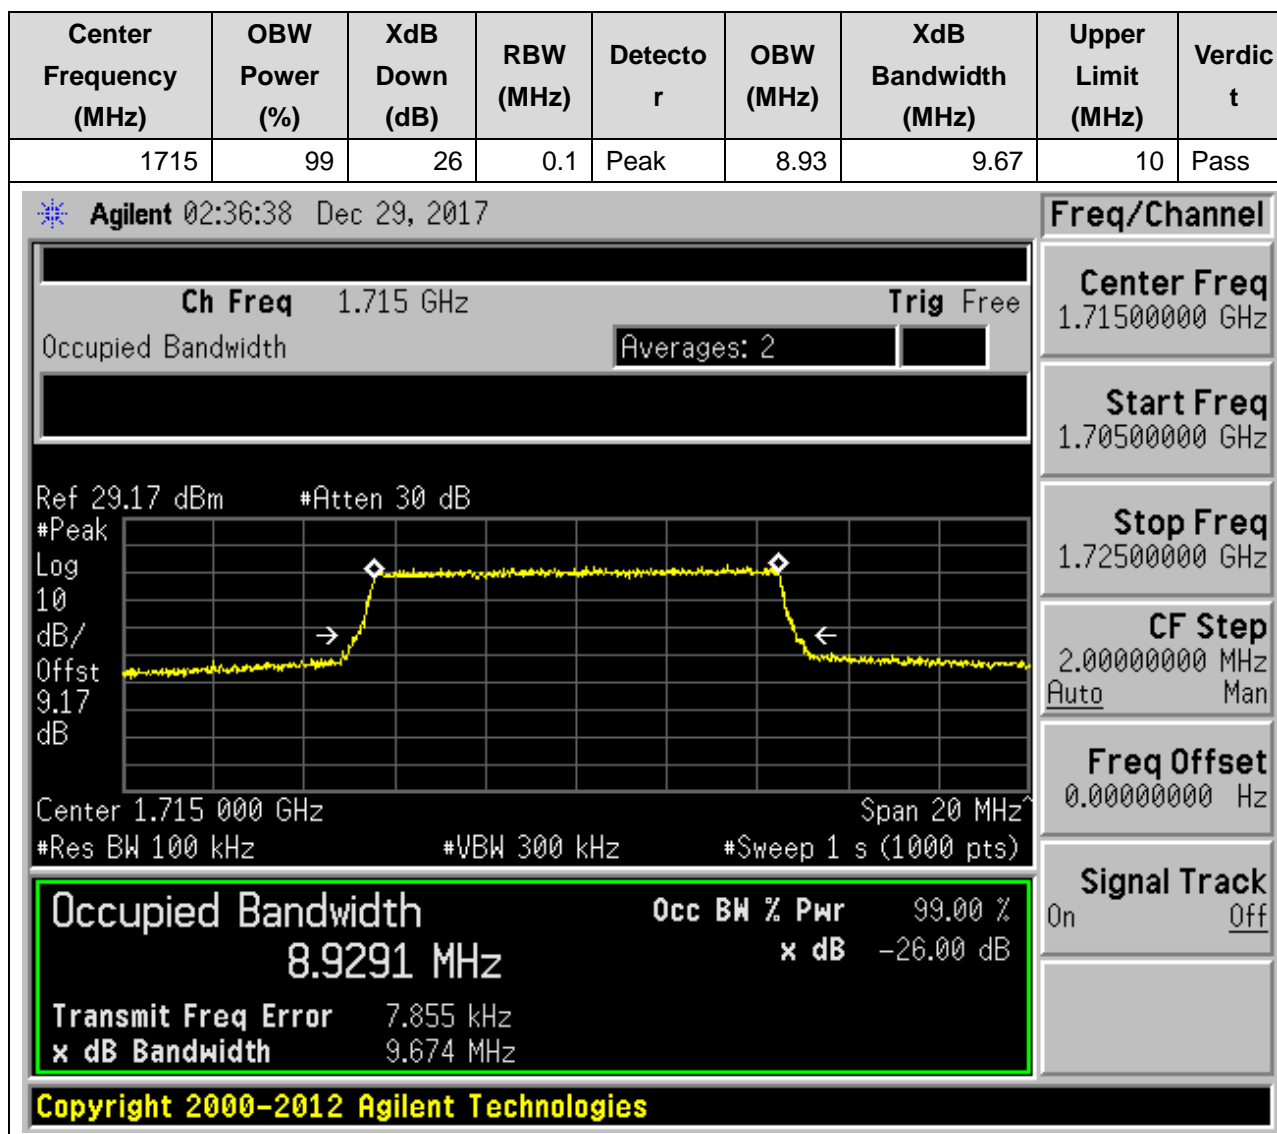 Center Frequency (MHz) OBW Power (%) XdB Down (dB) RBW (MHz) Detecto r OBW (MHz) XdB Bandwidth (MHz) Upper Limit (MHz) Verdic t
1715 99 26 0.1 Peak 8.93 9.67 10 Pass
Agilent 02:36:38 Dec 29, 2017
Freq/Channel
Ch Freq 1.715 GHz Trig Free
Occupied Bandwidth Averages: 2
Center Freq
1.71500000 GHz
Start Freq
1.70500000 GHz
Stop Freq
1.72500000 GHz
CF Step
2.00000000 MHz
Auto Man
Freq Offset
0.00000000 Hz
Signal Track
On Off
Ref 29.17 dBm #Atten 30 dB
#Peak
Log
10
dB/
Offst
9.17
dB
Center 1.715 000 GHz Span 20 MHz^
#Res BW 100 kHz #VBW 300 kHz #Sweep 1 s (1000 pts)
Occupied Bandwidth Occ BW % Pwr 99.00 %
8.9291 MHz x dB -26.00 dB
Transmit Freq Error 7.855 kHz
x dB Bandwidth 9.674 MHz
Copyright 2000-2012 Agilent Technologies